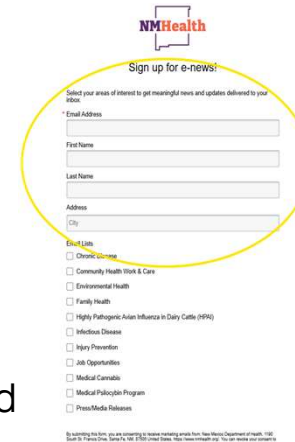 NMHealth
Sign up for e-news!
Select your areas of interest to get meaningful news and updates delivered to your
inbox.
* Email Address
First Name
Last Name
Address
City
Email Lists
Chronic Disease
Community Health Work & Care
Environmental Health
Family Health
Highly Pathogenic Avian Influenza in Dairy Cattle (HPAI)
Infectious Disease
Injury Prevention
Job Opportunities
Medical Cannabis
Medical Psilocybin Program
d
Press/Media Releases
By submitting this form, you are consenting to receive marketing emails from: New Mexico Department of Health, 1190
South St. Francis Drive, Santa Fe, NM, 87505 United States, https://www.nmhealth.org/. You can revoke your consent to